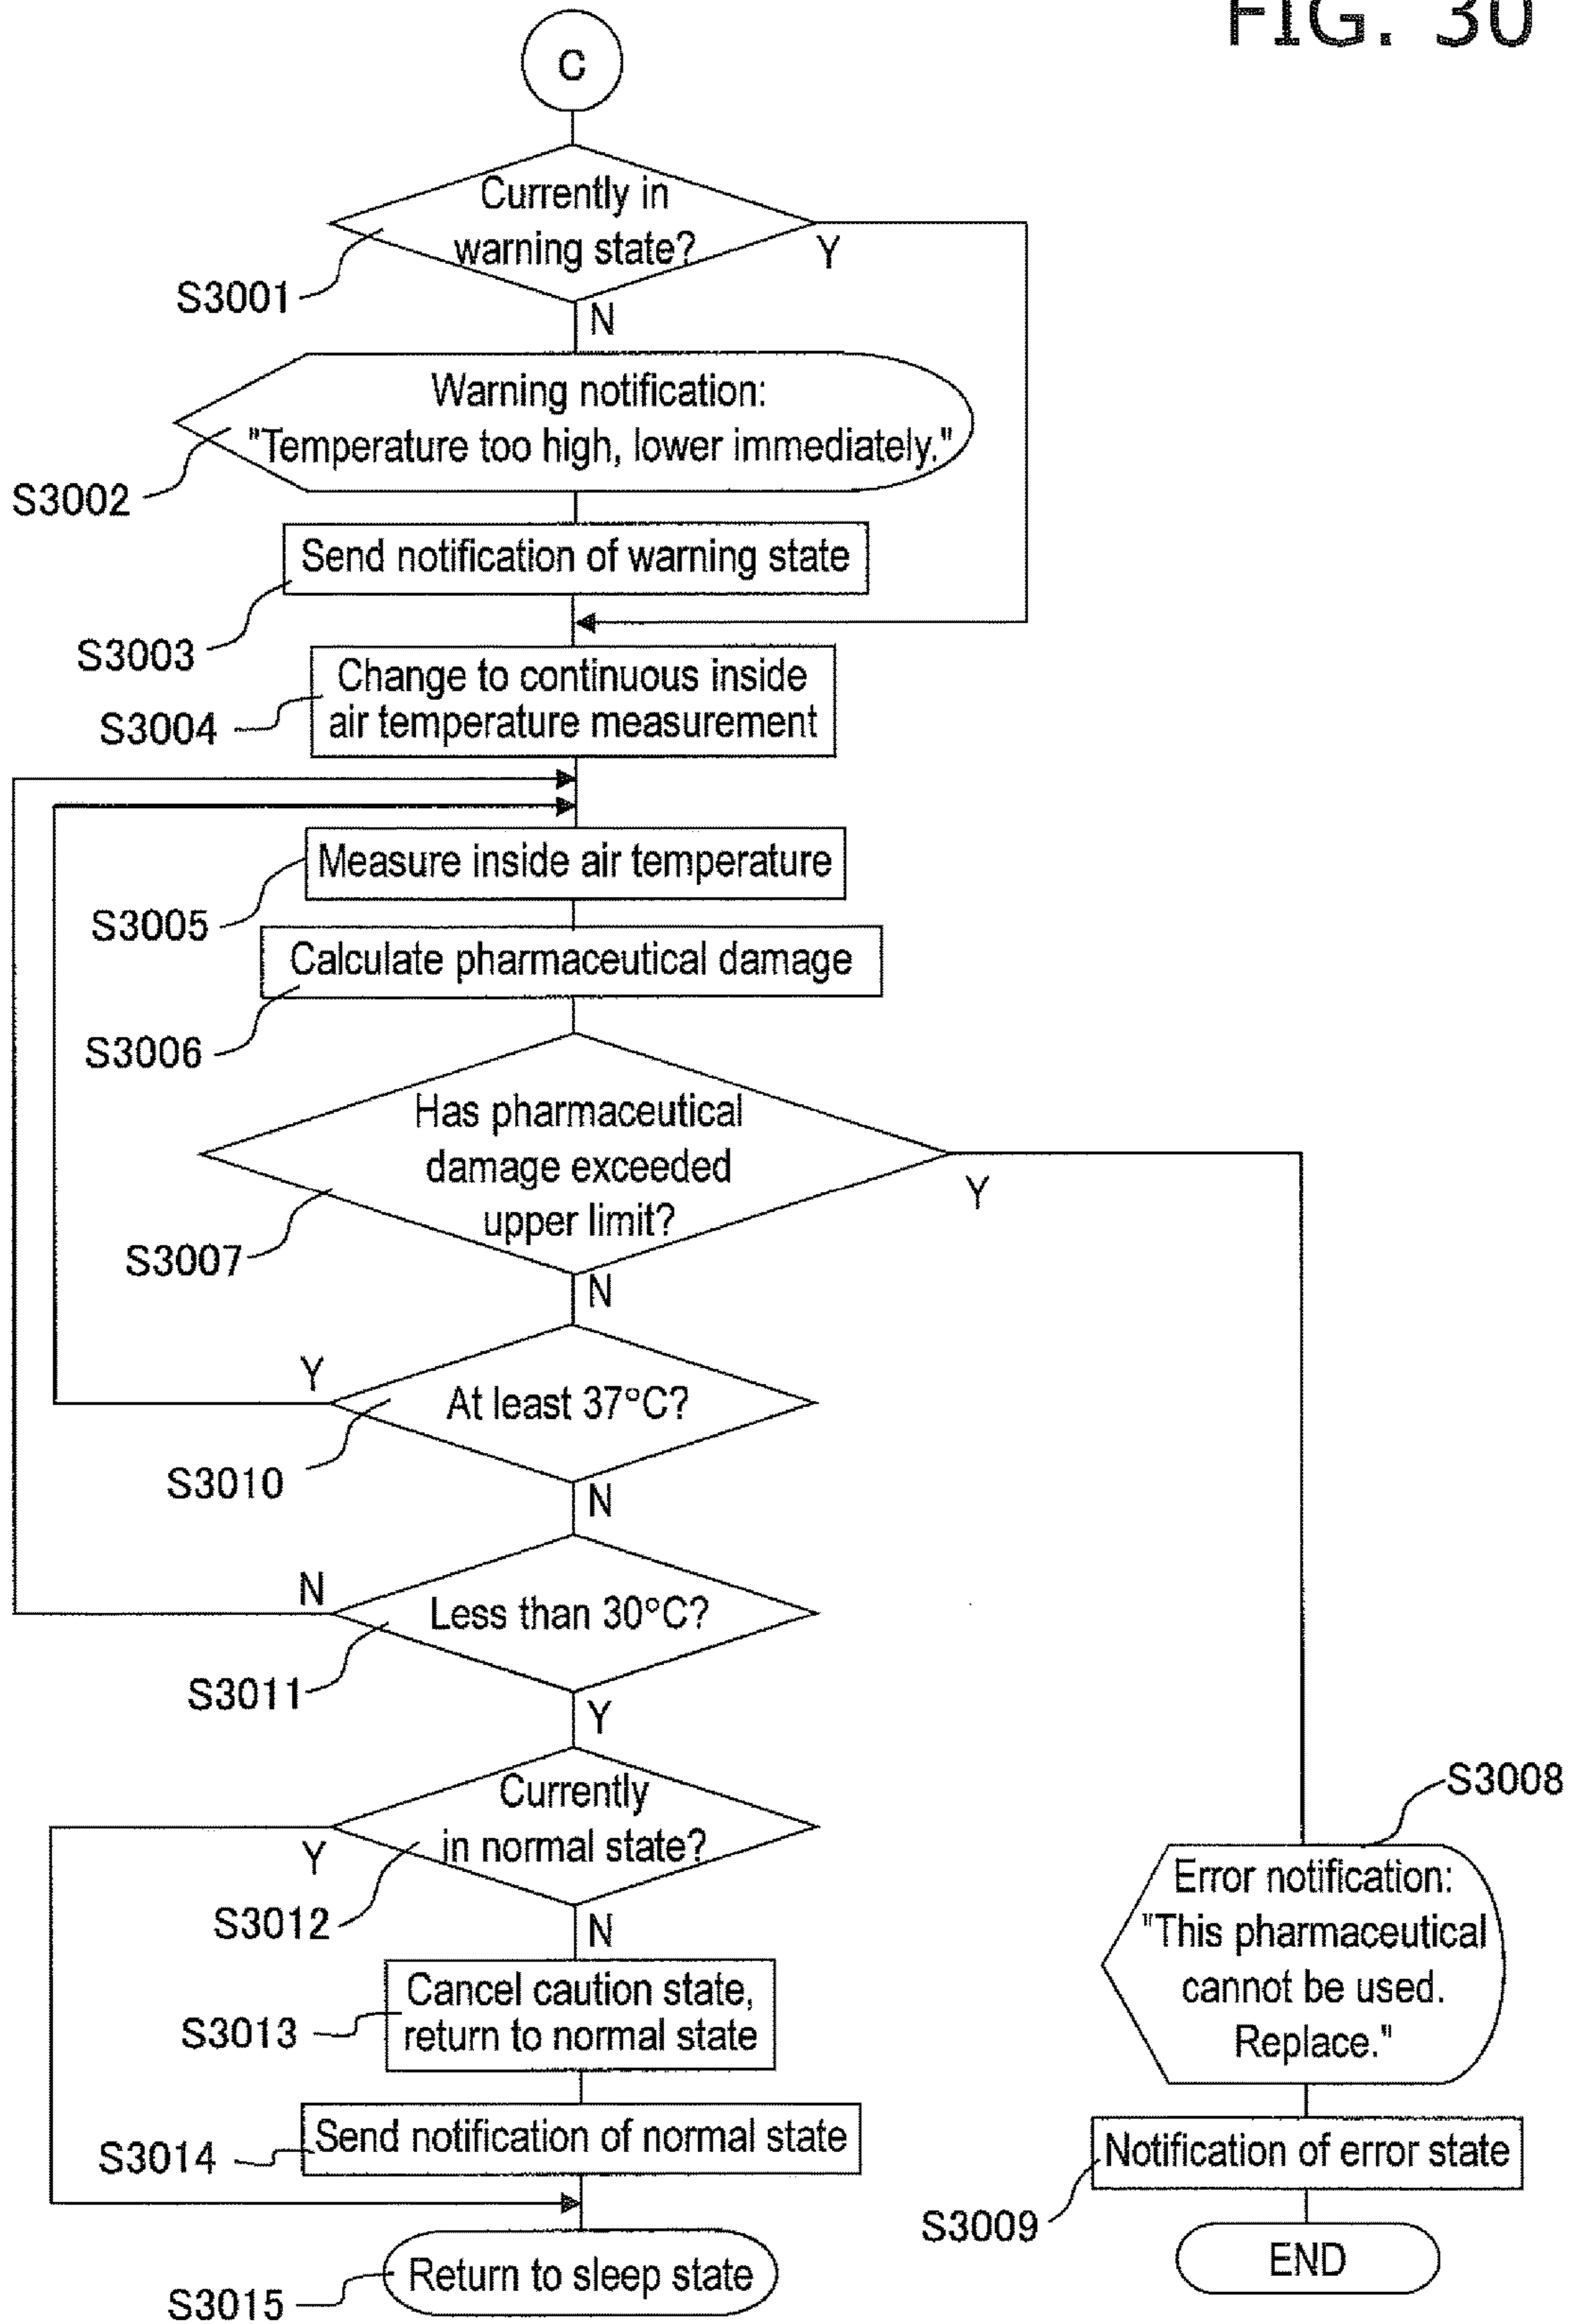 FIG. 30
C
Currently in
warning state?
Y
S3001
N
Warning notification:
"Temperature too high, lower immediately."
S3002
Send notification of warning state
S3003
Change to continuous inside
air temperature measurement
S3004
Measure inside air temperature
S3005
Calculate pharmaceutical damage
S3006
Has pharmaceutical
damage exceeded
upper limit?
Y
S3007
N
Y
At least 37°C?
S3010
N
N
Less than 30°C?
S3011
Y
Currently
in normal state?
Y
S3012
N
Cancel caution state,
return to normal state
S3013
Send notification of normal state
S3014
Return to sleep state
S3015
S3008
Error notification:
"This pharmaceutical
cannot be used.
Replace."
Notification of error state
S3009
END